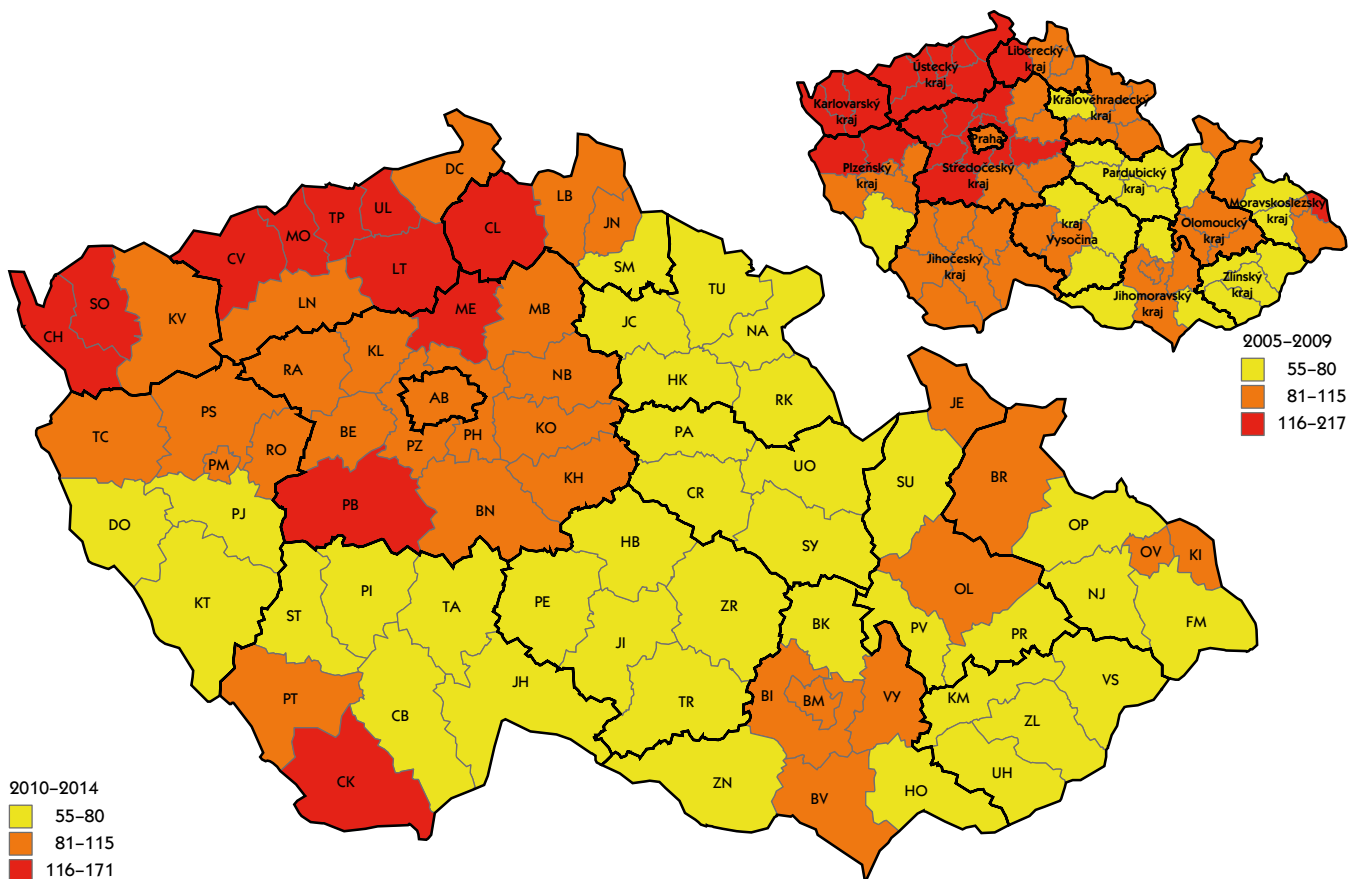 Liberecký
kraj
Ústecký
kraj
Karlovarský
kraj
Královéhradecký
kraj
Praha
Plzeňský
kraj
Středočeský
kraj
Pardubický
kraj
Moravskoslezský
kraj
Olomoucký
kraj
kraj
Vysočina
Jihočeský
kraj
Zlínský
kraj
Jihomoravský
kraj
2005–2009
55–80
81–115
116–217
DC
LB
JN
UL
TP
MO
CL
CV
LT
SM
TU
SO
LN
ME
MB
JC
NA
CH
KV
KL
RA
AB
NB
HK
RK
JE
TC
PS
BE
PZ
PH
KO
PA
RO
PM
UO
BR
SU
KH
CR
PB
BN
DO
PJ
OP
HB
SY
OV
KI
KT
PI
ST
TA
PE
ZR
BK
OL
NJ
FM
PV
PR
JI
JH
TR
BI
BM
VY
KM
VS
PT
CB
ZL
CK
ZN
BV
HO
UH
2010–2014
55–80
81–115
116–171